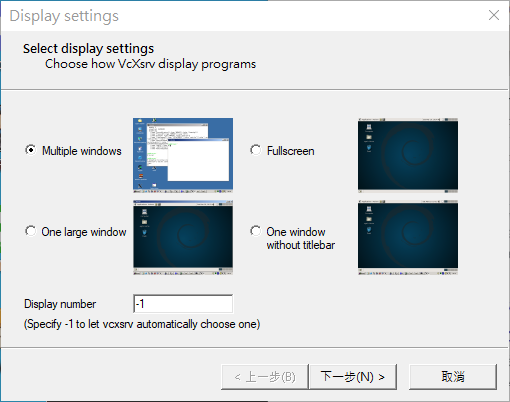 Display settings
Select display settings
Choose how VcXsrv display programs
Multiple windows
Fullscreen
One large window
One window
without titlebar
Display number
-1
(Specify -1 to let vcxsrv automatically choose one)
< 上一步(B)
下一步(N) >
取消